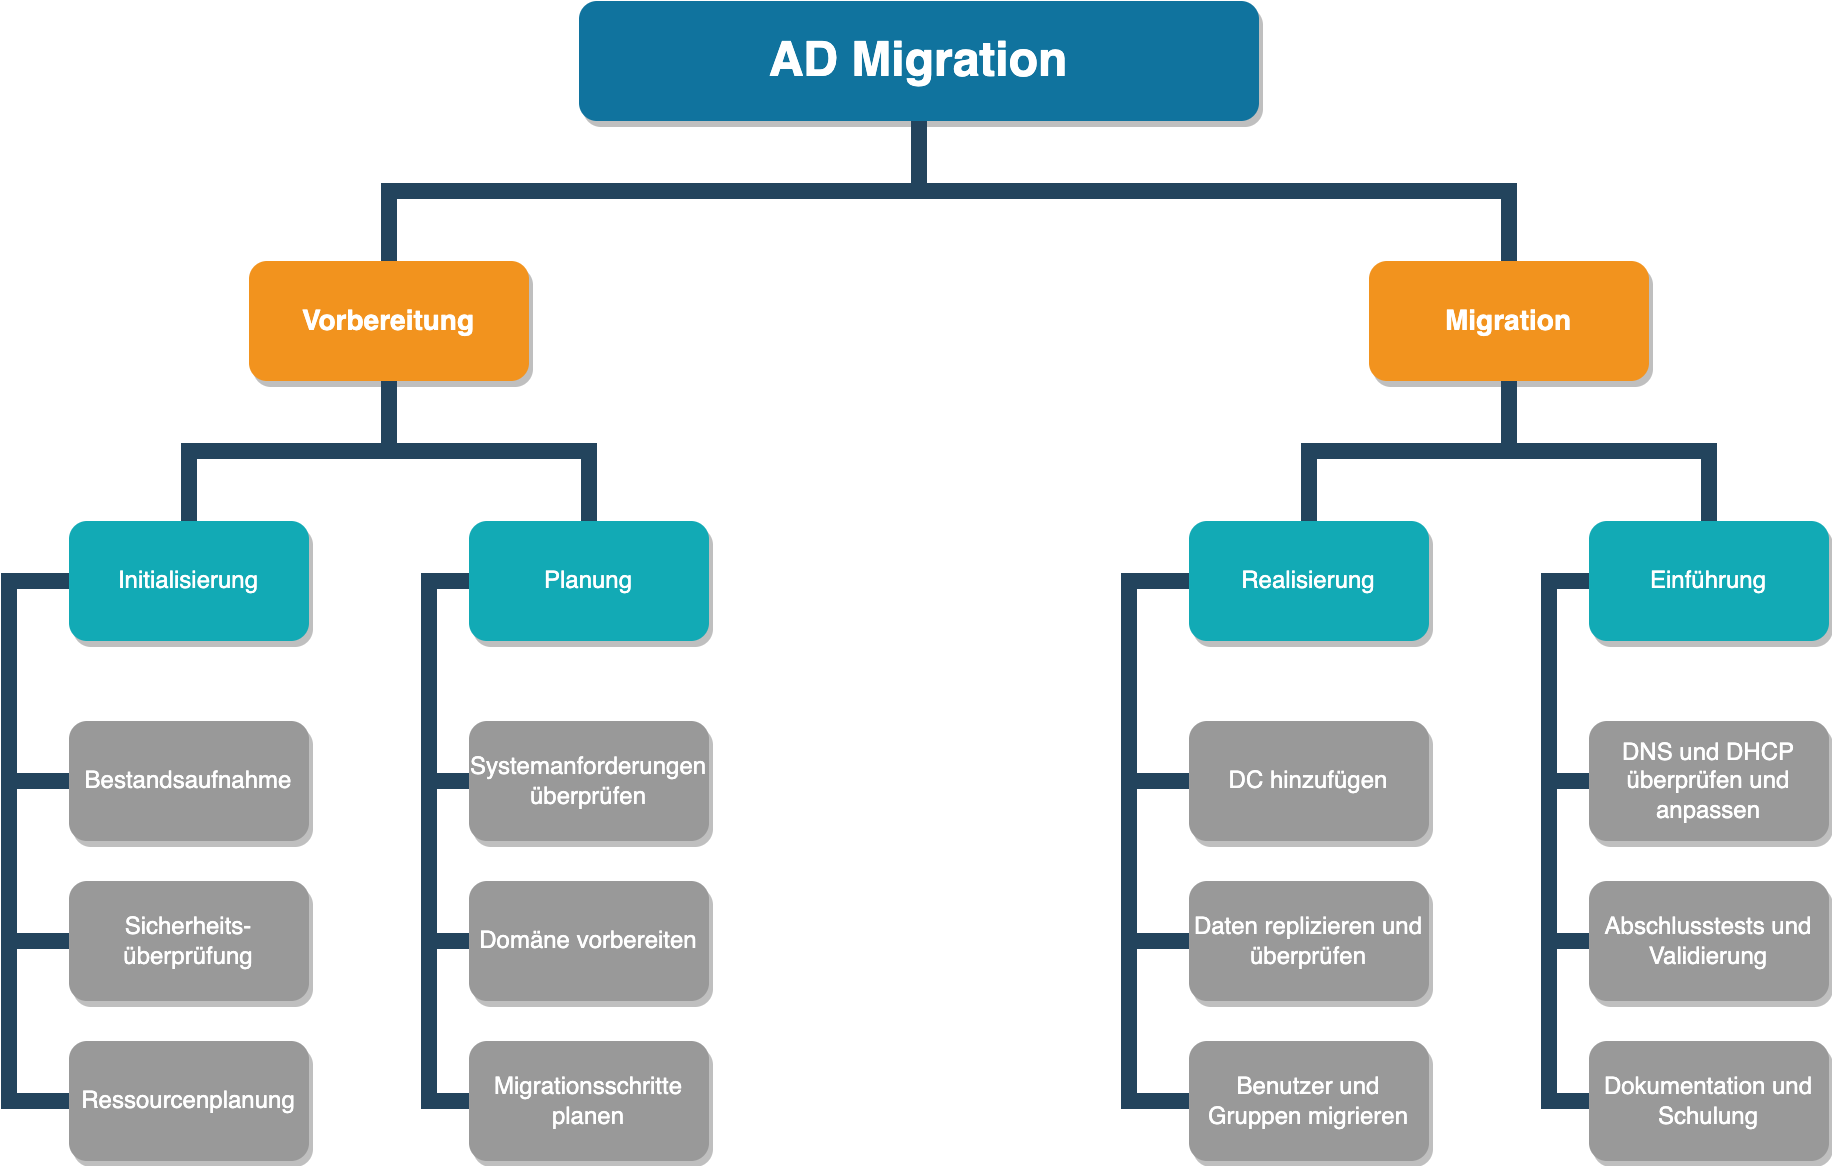 AD Migration
Vorbereitung
Migration
Initialisierung
Planung
Realisierung
Einführung
Bestandsaufnahme
Systemanforderungen
überprüfen
DC hinzufügen
DNS und DHCP
überprüfen und
anpassen
Sicherheits-
überprüfung
Domäne vorbereiten
Daten replizieren und
überprüfen
Abschlusstests und
Validierung
Ressourcenplanung
Migrationsschritte
planen
Benutzer und
Gruppen migrieren
Dokumentation und
Schulung